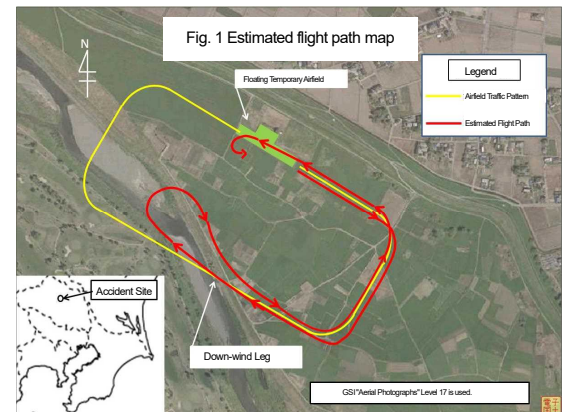 Fig. 1 Estimated flight path map
N
Floating Temporary Airfield
Legend
Airfield Traffic Pattern
Estimated Flight Path
Accident Site
Down-wind Leg
GSI "Aerial Photographs" Level 17 is used.